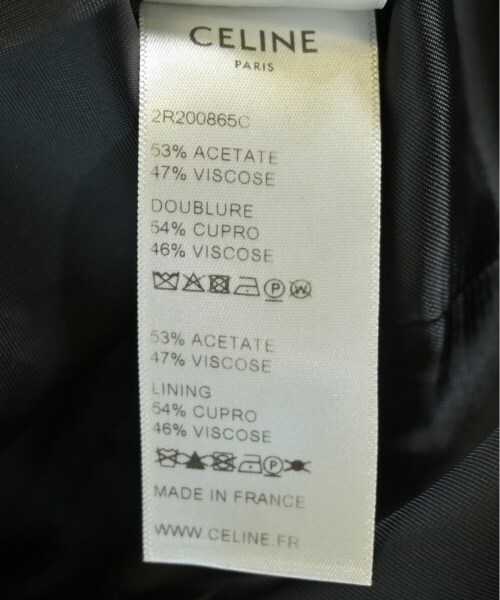 CELINE
PARIS
2R200865C
53% ACETATE
47% VISCOSE
DOUBLURE
54% CUPRO
46% VISCOSE
P W
53% ACETATE
47% VISCOSE
LINING
54% CUPRO
46% VISCOSE
P
MADE IN FRANCE
WWW.CELINE.FR